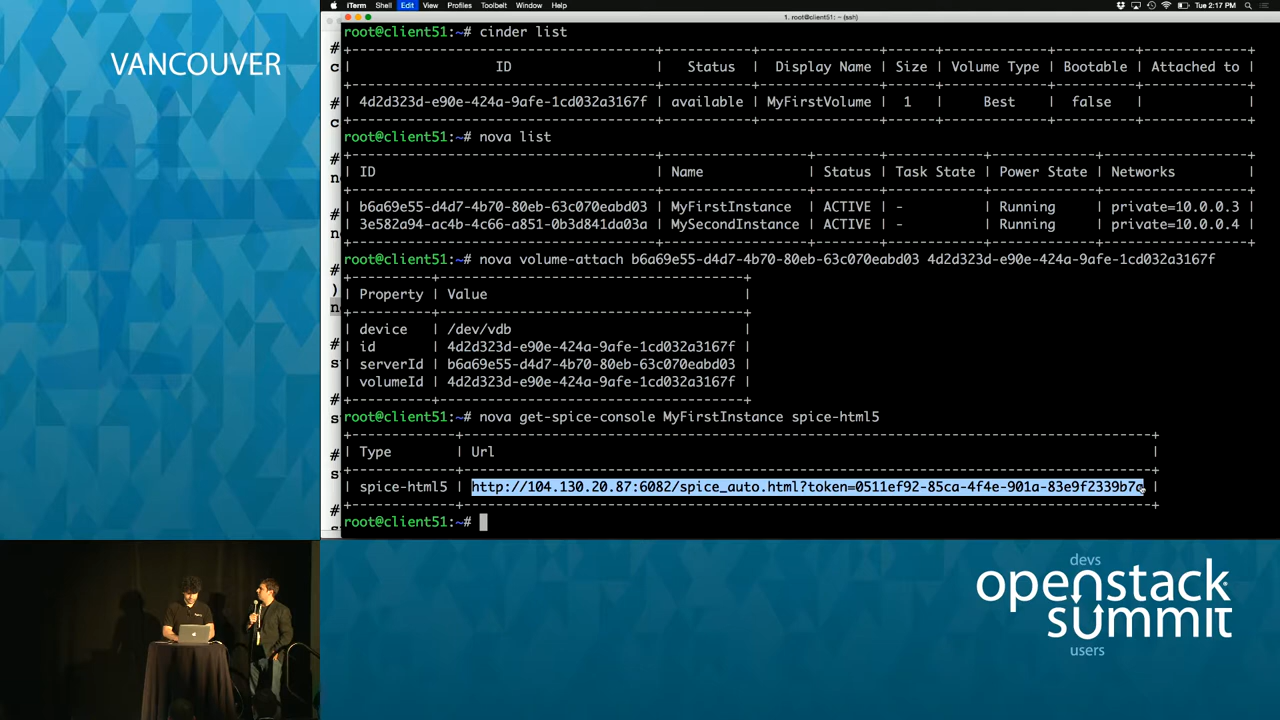 iTerm Shell Edit View Profiles Toolbelt Window Help Tue 2:17 PM
1. root@client51: ~ (ssh)
VANCOUVER
root@client51:~# cinder list
| ID | Status | Display Name | Size | Volume Type | Bootable | Attached to |
| 4d2d323d-e90e-424a-9afe-1cd032a3167f | available | MyFirstVolume | 1 | Best | false | |
root@client51:~# nova list
| ID | Name | Status | Task State | Power State | Networks |
| b6a69e55-d4d7-4b70-80eb-63c070eabd03 | MyFirstInstance | ACTIVE | - | Running | private=10.0.0.3 |
| 3e582a94-ac4b-4c66-a851-0b3d841da03a | MySecondInstance | ACTIVE | - | Running | private=10.0.0.4 |
root@client51:~# nova volume-attach b6a69e55-d4d7-4b70-80eb-63c070eabd03 4d2d323d-e90e-424a-9afe-1cd032a3167f
| Property | Value |
| device | /dev/vdb |
| id | 4d2d323d-e90e-424a-9afe-1cd032a3167f |
| serverId | b6a69e55-d4d7-4b70-80eb-63c070eabd03 |
| volumeId | 4d2d323d-e90e-424a-9afe-1cd032a3167f |
root@client51:~# nova get-spice-console MyFirstInstance spice-html5
| Type | Url |
| spice-html5 | http://104.130.20.87:6082/spice_auto.html?token=0511ef92-85ca-4f4e-901a-83e9f2339b7c |
root@client51:~#
devs
openstack
summit
users